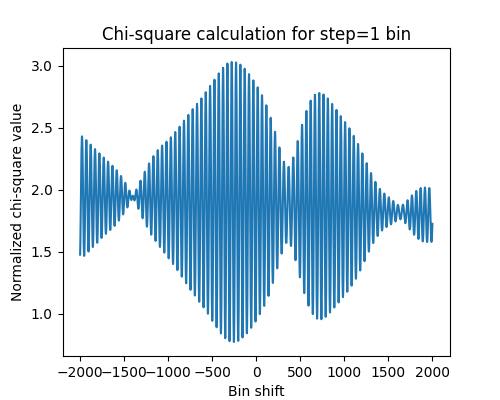 Chi-square calculation for step=1 bin
Normalized chi-square value
3.0
2.5
2.0
1.5
1.0
−2000 −1500 −1000 −500 0 500 1000 1500 2000
Bin shift